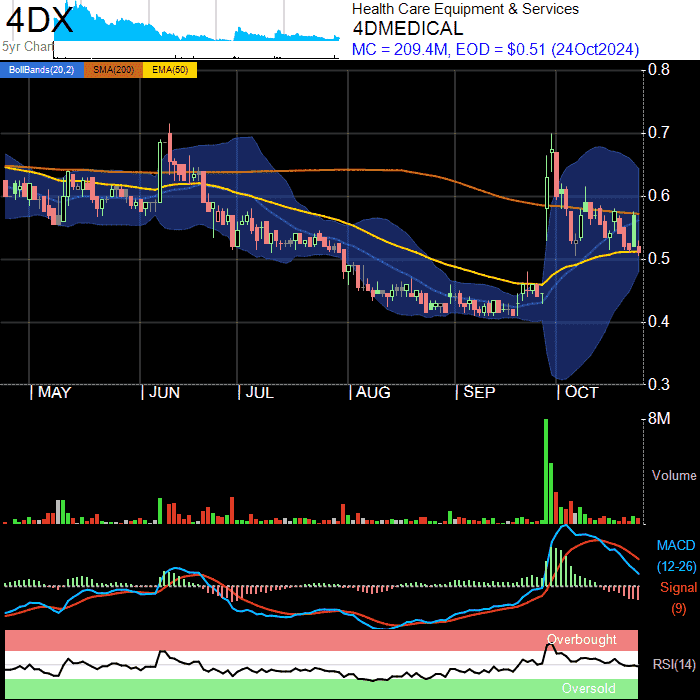 4DX
5yr Chart
Health Care Equipment & Services
4DMEDICAL
MC = 209.4M, EOD = $0.51 (24Oct2024)
BollBands(20,2) SMA(200) EMA(50)
0.8
0.7
0.6
0.5
0.4
0.3
MAY JUN JUL AUG SEP OCT
8M
Volume
MACD
(12-26)
Signal
(9)
Overbought
RSI(14)
Oversold